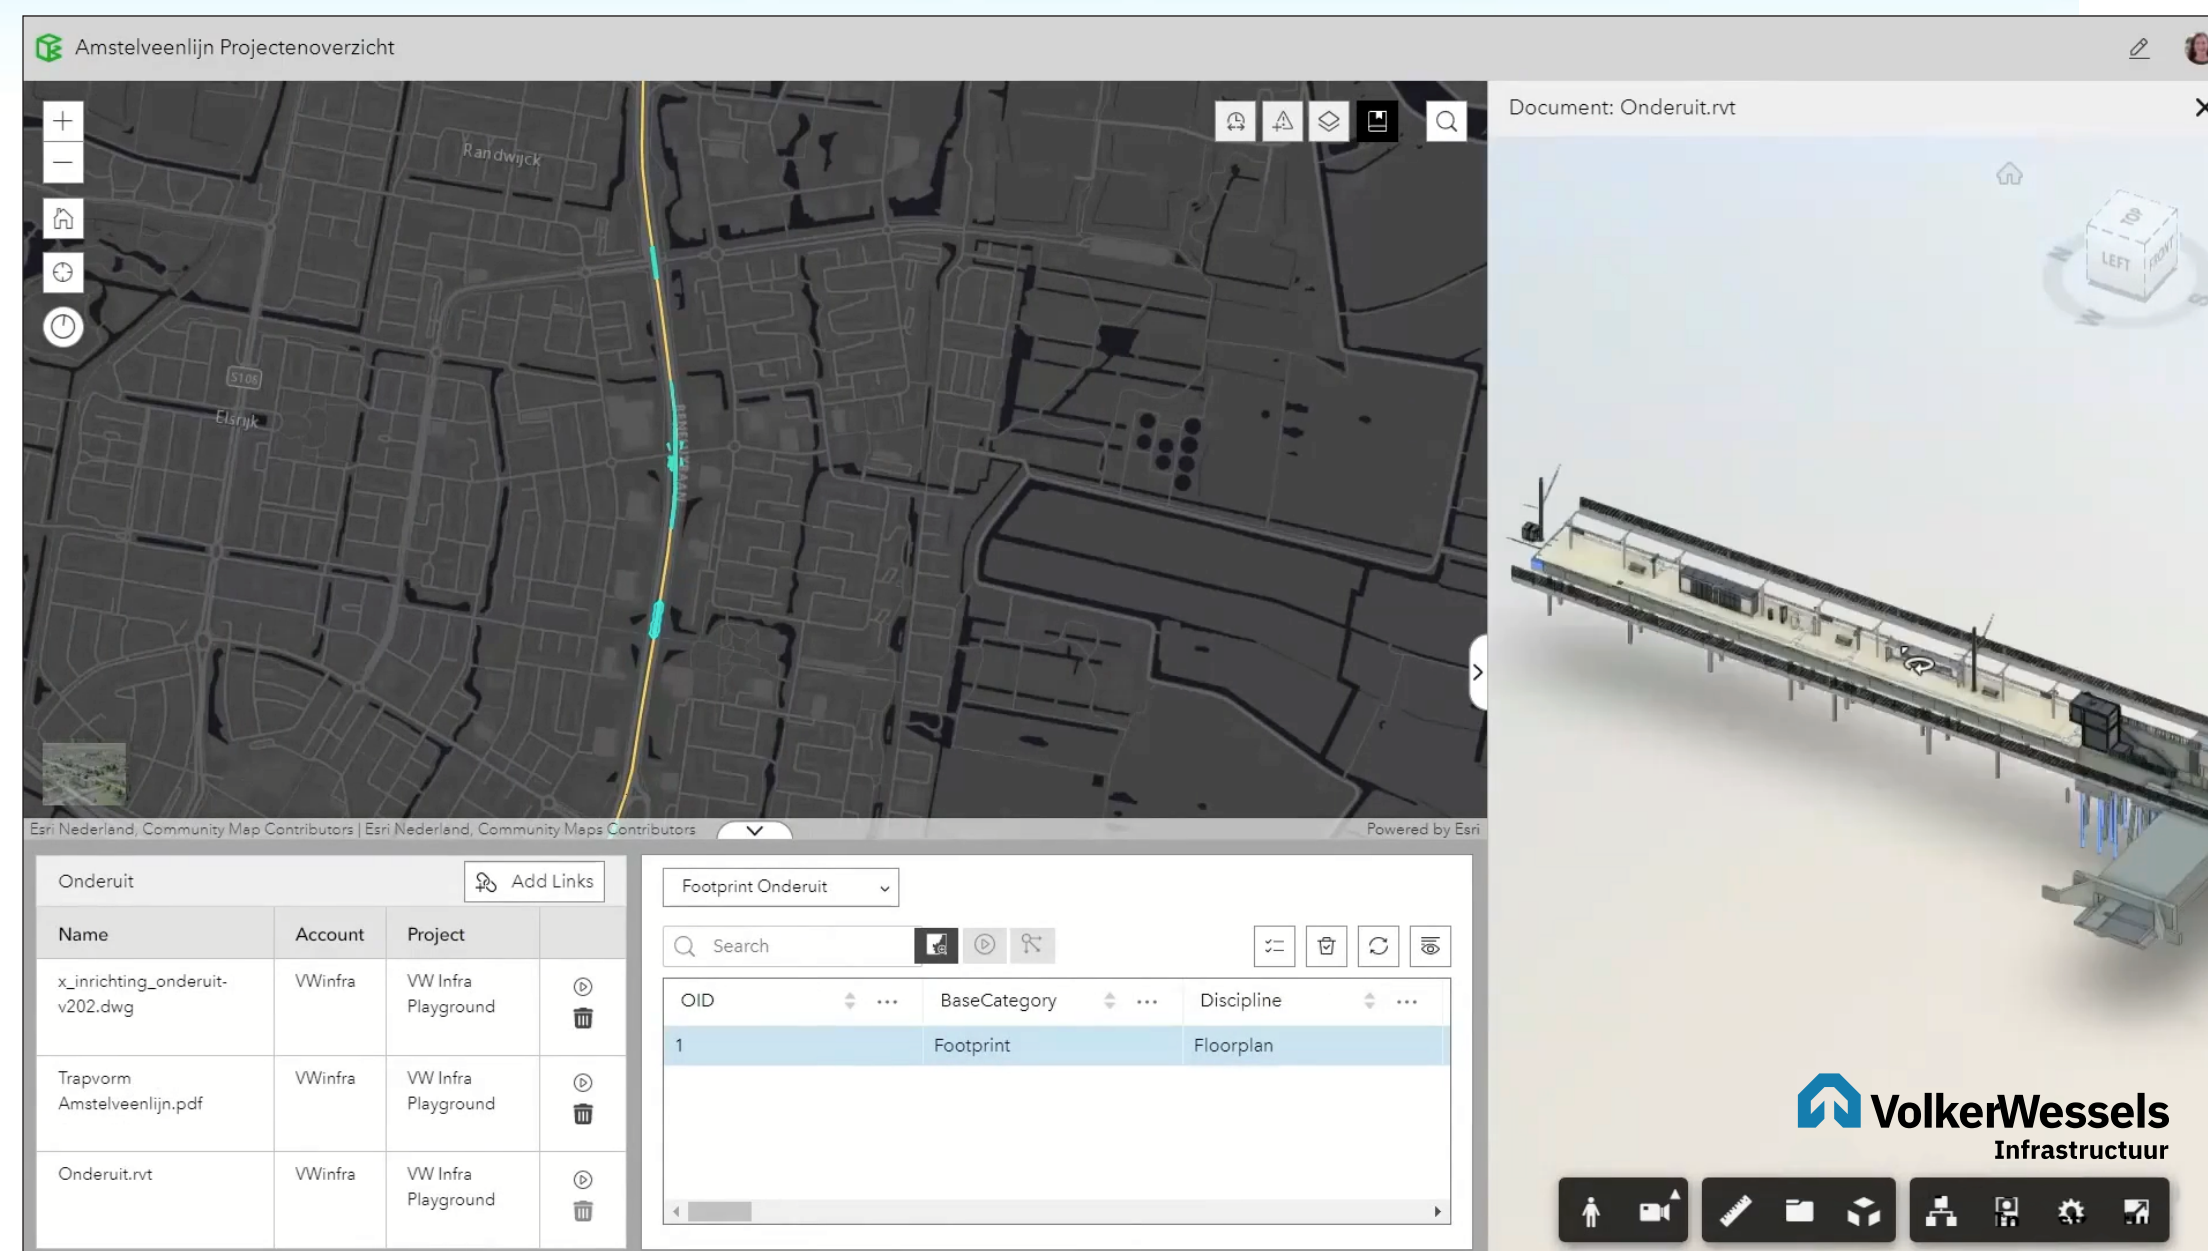 Amstelveenlijn Projectenoverzicht
Document: Onderuit.rvt
Randwijck
S108
Elsrijk
TOP
LEFT
FRONT
N
S
W
Esri Nederland, Community Map Contributors | Esri Nederland, Community Maps Contributors
Powered by Esri
Onderuit
Add Links
Name Account Project
x_inrichting_onderuit-
v202.dwg
VWinfra
VW Infra
Playground
Trapvorm
Amstelveenlijn.pdf
VWinfra
VW Infra
Playground
Onderuit.rvt
VWinfra
VW Infra
Playground
Footprint Onderuit
Search
OID BaseCategory Discipline
1 Footprint Floorplan
VolkerWessels
Infrastructuur